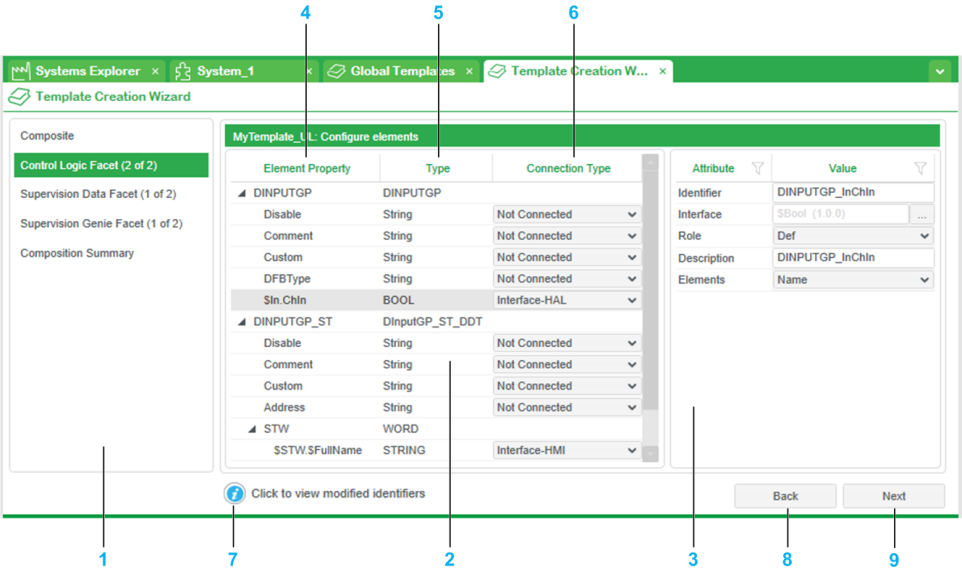 4 5 6
Systems Explorer × System_1 × Global Templates × Template Creation W... ×
Template Creation Wizard
Composite
Control Logic Facet (2 of 2)
Supervision Data Facet (1 of 2)
Supervision Genie Facet (1 of 2)
Composition Summary
MyTemplate_UL: Configure elements
Element Property Type Connection Type
DINPUTGP DINPUTGP
Disable String Not Connected
Comment String Not Connected
Custom String Not Connected
DFBType String Not Connected
$In.ChIn BOOL Interface-HAL
DINPUTGP_ST DInputGP_ST_DDT
Disable String Not Connected
Comment String Not Connected
Custom String Not Connected
Address String Not Connected
STW WORD
$STW.$FullName STRING Interface-HMI
Attribute Value
Identifier DINPUTGP_InChIn
Interface $Bool (1.0.0) ...
Role Def
Description DINPUTGP_InChIn
Elements Name
i Click to view modified identifiers
Back Next
1 7 2 3 8 9